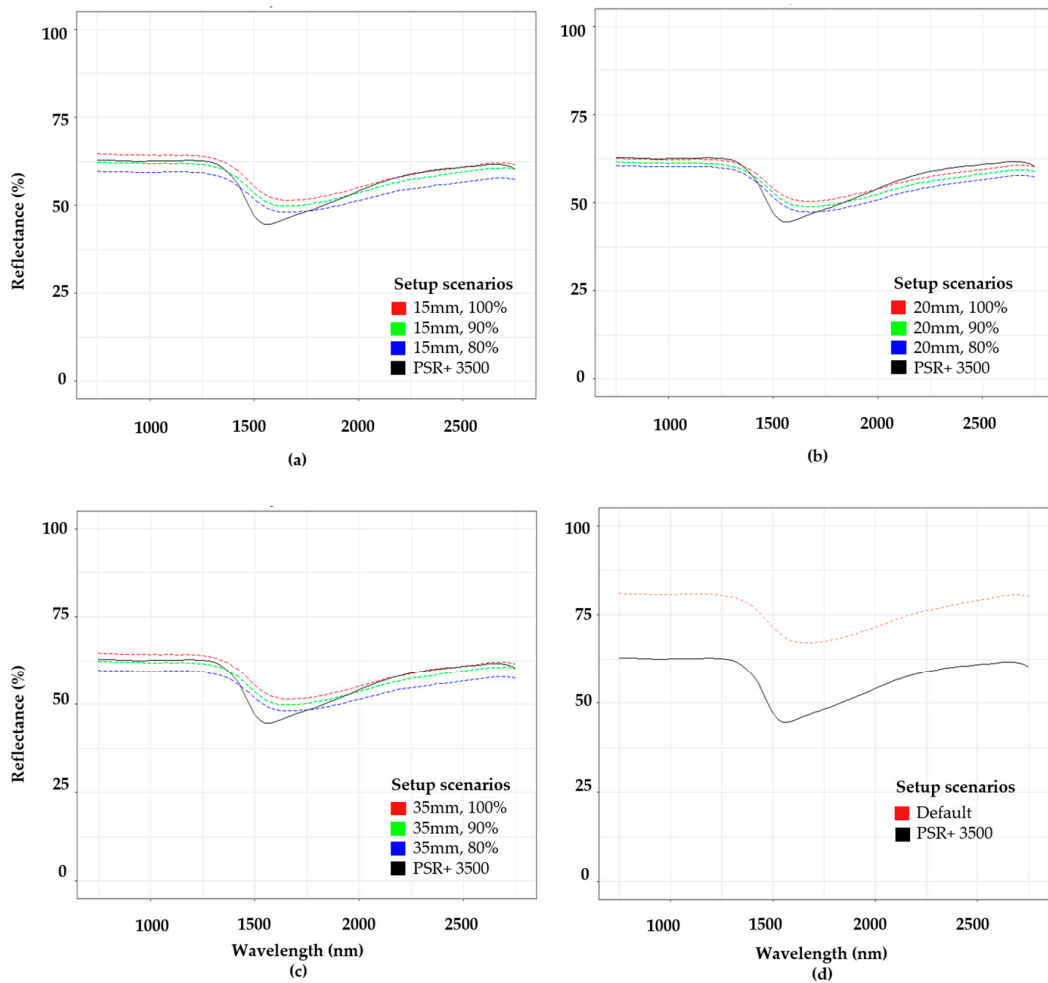 100
75
50
25
0
Reflectance (%)
Setup scenarios
15mm, 100%
15mm, 90%
15mm, 80%
PSR+ 3500
1000 1500 2000 2500
(a)
100
75
50
25
0
Setup scenarios
20mm, 100%
20mm, 90%
20mm, 80%
PSR+ 3500
1000 1500 2000 2500
(b)
100
75
50
25
0
Reflectance (%)
Setup scenarios
35mm, 100%
35mm, 90%
35mm, 80%
PSR+ 3500
1000 1500 2000 2500
Wavelength (nm)
(c)
100
75
50
25
0
Setup scenarios
Default
PSR+ 3500
1000 1500 2000 2500
Wavelength (nm)
(d)